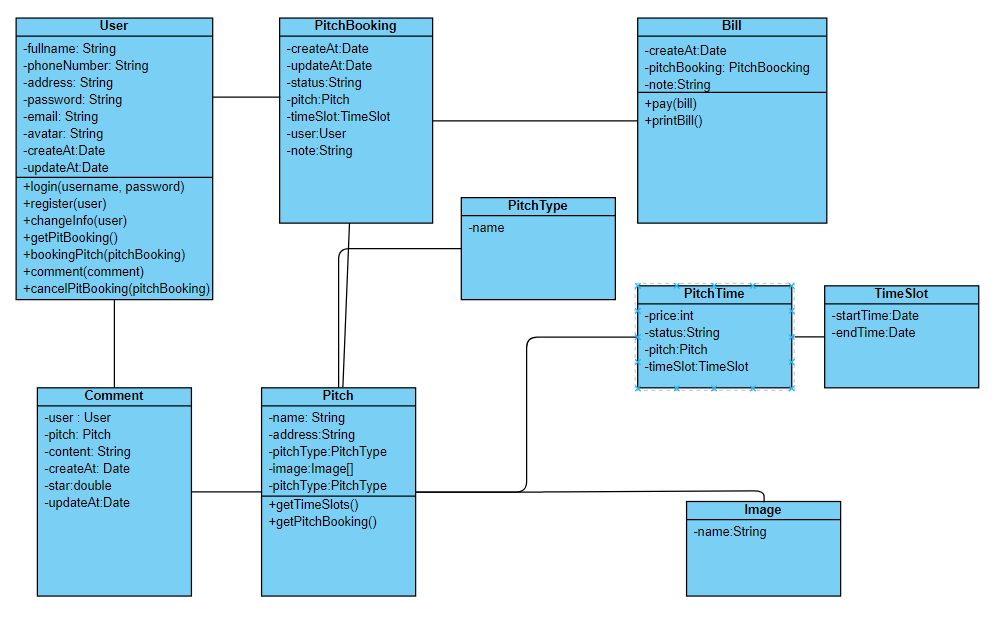 User
-fullname: String
-phoneNumber: String
-address: String
-password: String
-email: String
-avatar: String
-createAt:Date
-updateAt:Date
+login(username, password)
+register(user)
+changeInfo(user)
+getPitBooking()
+bookingPitch(pitchBooking)
+comment(comment)
+cancelPitBooking(pitchBooking)
PitchBooking
-createAt:Date
-updateAt:Date
-status:String
-pitch:Pitch
-timeSlot:TimeSlot
-user:User
-note:String
Bill
-createAt:Date
-pitchBooking: PitchBoocking
-note:String
+pay(bill)
+printBill()
PitchType
-name
PitchTime
-price:int
-status:String
-pitch:Pitch
-timeSlot:TimeSlot
TimeSlot
-startTime:Date
-endTime:Date
Comment
-user : User
-pitch: Pitch
-content: String
-createAt: Date
-star:double
-updateAt:Date
Pitch
-name: String
-address:String
-pitchType:PitchType
-image:Image[]
-pitchType:PitchType
+getTimeSlots()
+getPitchBooking()
Image
-name:String